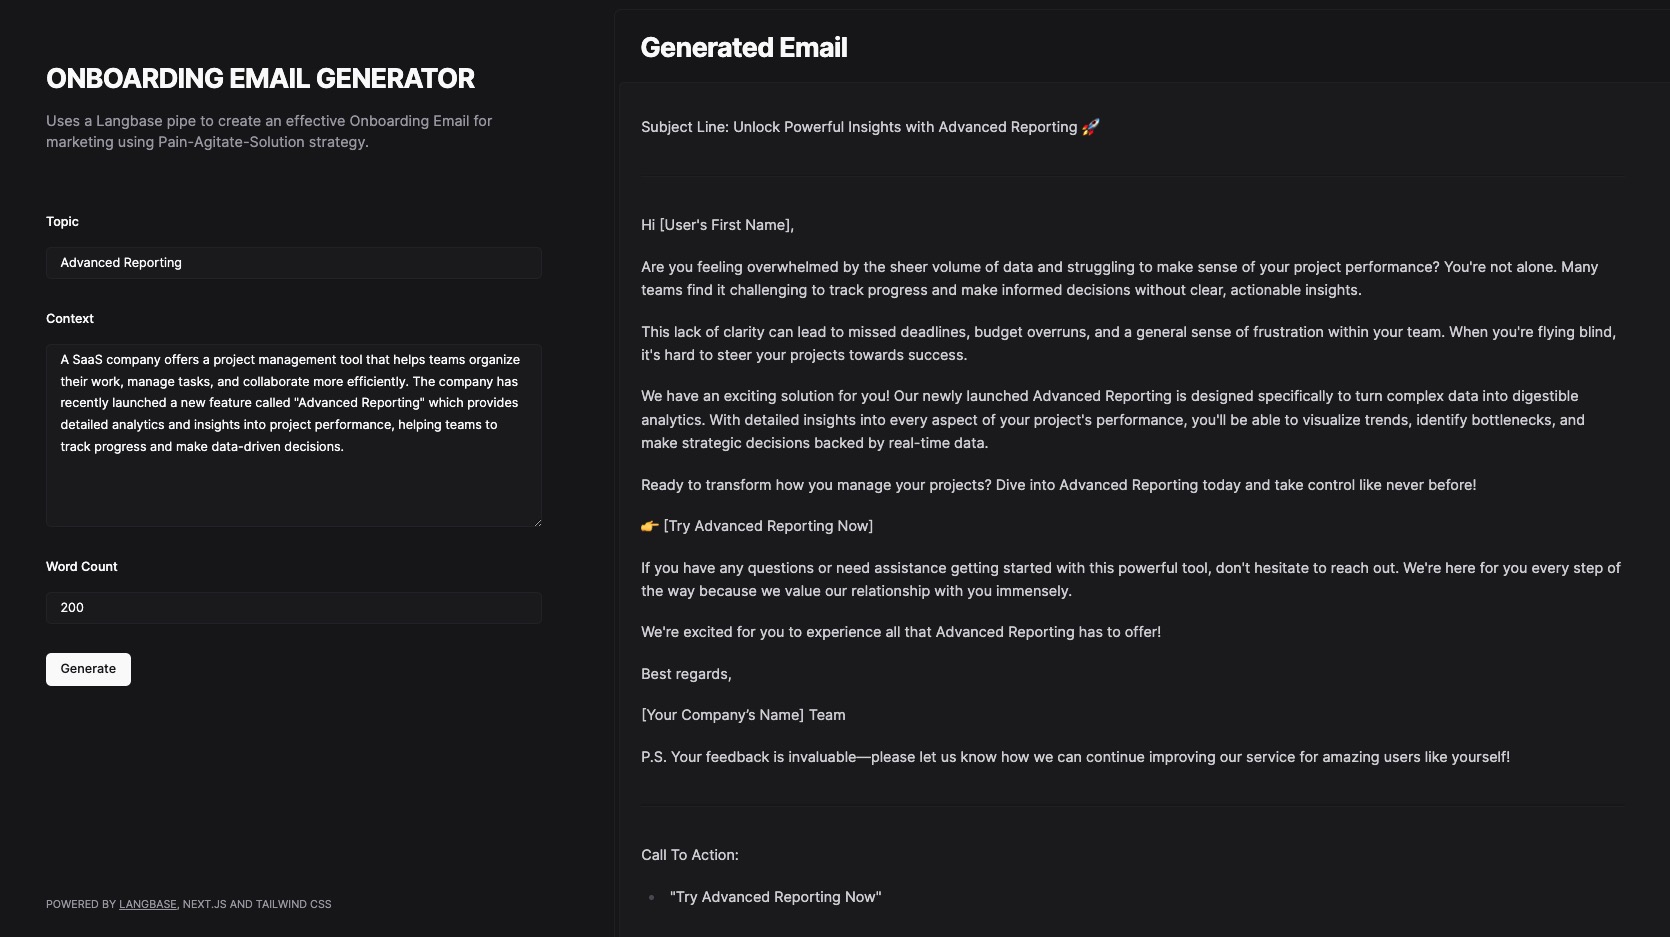 ONBOARDING EMAIL GENERATOR
Uses a Langbase pipe to create an effective Onboarding Email for
marketing using Pain-Agitate-Solution strategy.
Topic
Advanced Reporting
Context
A SaaS company offers a project management tool that helps teams organize
their work, manage tasks, and collaborate more efficiently. The company has
recently launched a new feature called "Advanced Reporting" which provides
detailed analytics and insights into project performance, helping teams to
track progress and make data-driven decisions.
Word Count
200
Generate
POWERED BY LANGBASE, NEXT.JS AND TAILWIND CSS
Generated Email
Subject Line: Unlock Powerful Insights with Advanced Reporting 🚀
Hi [User's First Name],
Are you feeling overwhelmed by the sheer volume of data and struggling to make sense of your project performance? You're not alone. Many
teams find it challenging to track progress and make informed decisions without clear, actionable insights.
This lack of clarity can lead to missed deadlines, budget overruns, and a general sense of frustration within your team. When you're flying blind,
it's hard to steer your projects towards success.
We have an exciting solution for you! Our newly launched Advanced Reporting is designed specifically to turn complex data into digestible
analytics. With detailed insights into every aspect of your project's performance, you'll be able to visualize trends, identify bottlenecks, and
make strategic decisions backed by real-time data.
Ready to transform how you manage your projects? Dive into Advanced Reporting today and take control like never before!
👉 [Try Advanced Reporting Now]
If you have any questions or need assistance getting started with this powerful tool, don't hesitate to reach out. We're here for you every step of
the way because we value our relationship with you immensely.
We're excited for you to experience all that Advanced Reporting has to offer!
Best regards,
[Your Company’s Name] Team
P.S. Your feedback is invaluable—please let us know how we can continue improving our service for amazing users like yourself!
Call To Action:
• "Try Advanced Reporting Now"